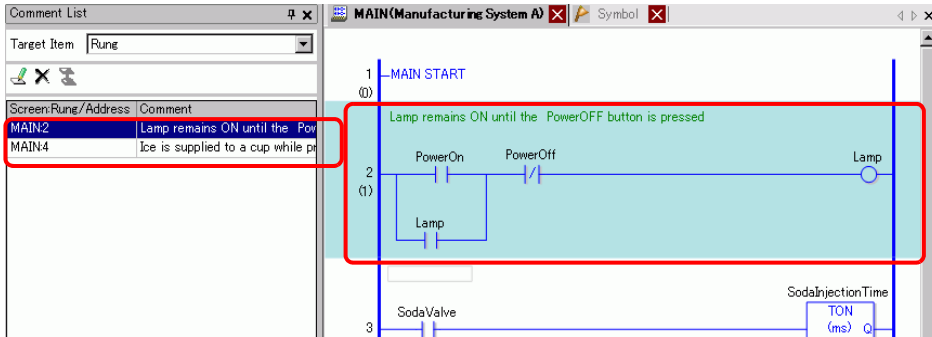 Comment List
Target Item Rung
Screen:Rung/Address Comment
MAIN:2 Lamp remains ON until the Pow
MAIN:4 Ice is supplied to a cup while pr
MAIN(Manufacturing System A) Symbol
1 MAIN START
(0)
Lamp remains ON until the PowerOFF button is pressed
PowerOn PowerOff Lamp
2
(1)
Lamp
SodaInjectionTime
SodaValve TON
3 (ms) Q